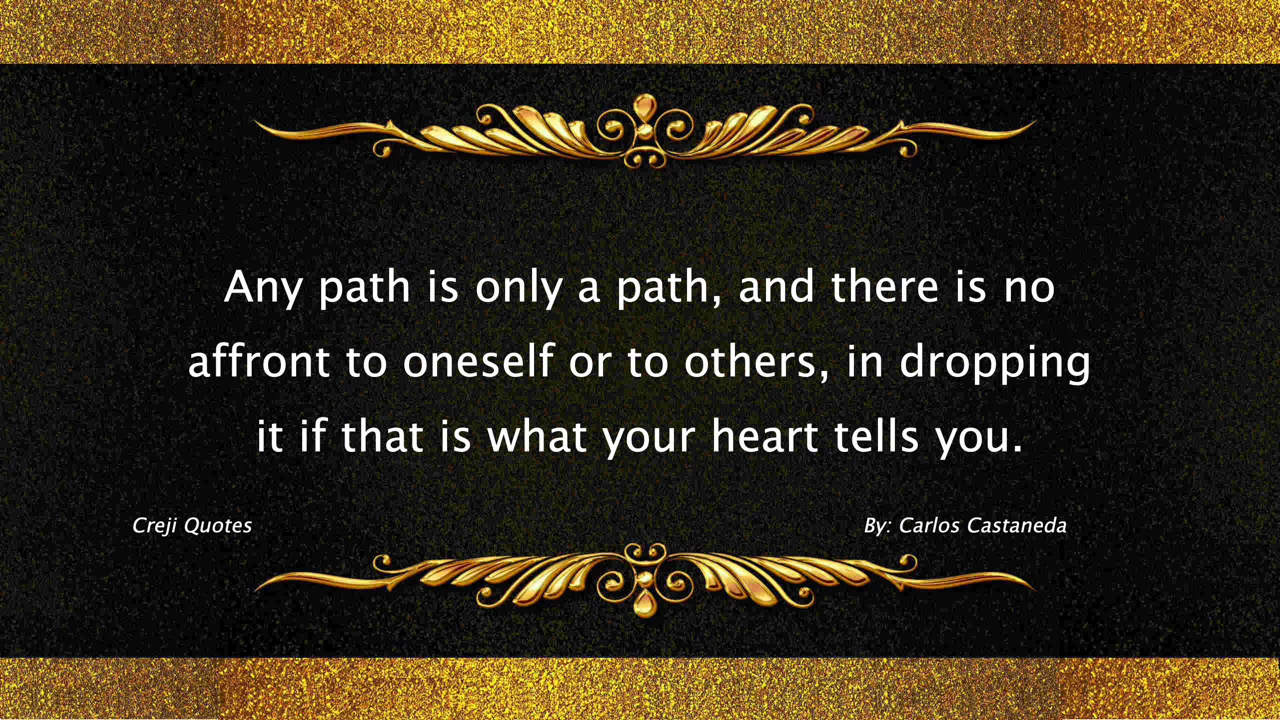 Any path is only a path, and there is no
affront to oneself or to others, in dropping
it if that is what your heart tells you.
Creji Quotes
By: Carlos Castaneda